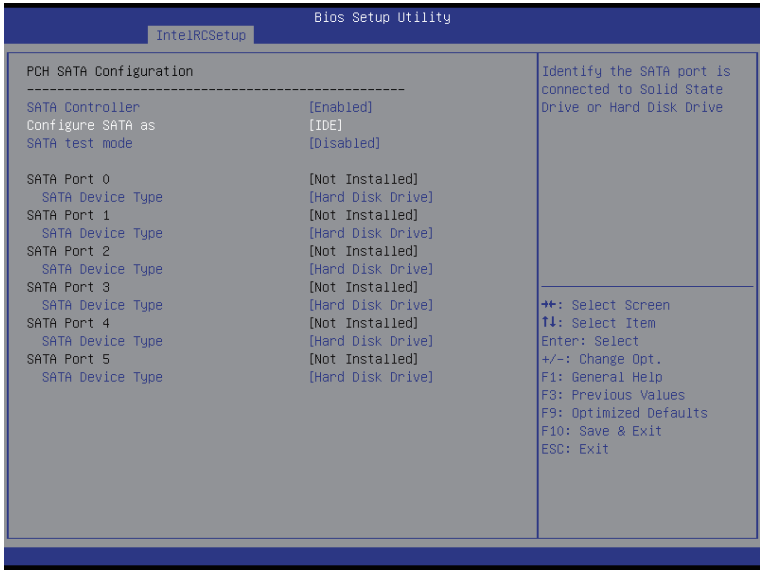 Bios Setup Utility
IntelRCSetup
PCH SATA Configuration
--------------------------------------------------
SATA Controller [Enabled]
Configure SATA as [IDE]
SATA test mode [Disabled]
SATA Port 0 [Not Installed]
SATA Device Type [Hard Disk Drive]
SATA Port 1 [Not Installed]
SATA Device Type [Hard Disk Drive]
SATA Port 2 [Not Installed]
SATA Device Type [Hard Disk Drive]
SATA Port 3 [Not Installed]
SATA Device Type [Hard Disk Drive]
SATA Port 4 [Not Installed]
SATA Device Type [Hard Disk Drive]
SATA Port 5 [Not Installed]
SATA Device Type [Hard Disk Drive]
Identify the SATA port is
connected to Solid State
Drive or Hard Disk Drive
→←: Select Screen
↑↓: Select Item
Enter: Select
+/-: Change Opt.
F1: General Help
F3: Previous Values
F9: Optimized Defaults
F10: Save & Exit
ESC: Exit